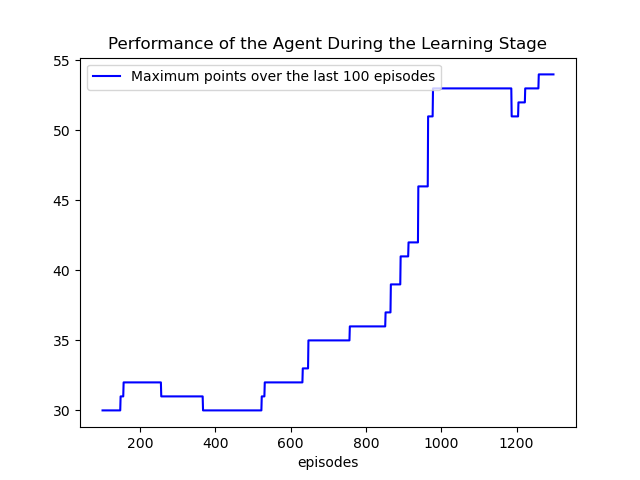 Performance of the Agent During the Learning Stage
Maximum points over the last 100 episodes
55
50
45
40
35
30
200 400 600 800 1000 1200
episodes